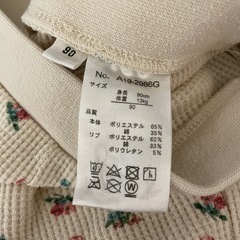 90
No. A19-2986G
サイズ 身長 90cm
体重 13kg
90
品質
本体 ポリエステル 65%
綿 35%
リブ ポリエステル 62%
綿 33%
ポリウレタン 5%